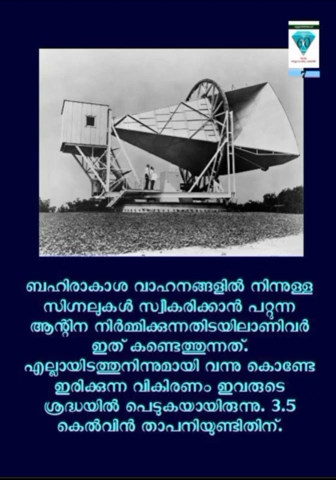 ബഹിരാകാശ വാഹനങ്ങളിൽ നിന്നുള്ള
സിഗ്നലുകൾ സ്വീകരിക്കാൻ പറ്റുന്ന
ആന്റിന നിർമ്മിക്കുന്നതിടയിലാണിവർ
ഇത് കണ്ടെത്തുന്നത്.
എല്ലായിടത്തുനിന്നുമായി വന്നു കൊണ്ടേ
ഇരിക്കുന്ന വികിരണം ഇവരുടെ
ശ്രദ്ധയിൽ പെടുകയായിരുന്നു. 3.5
കെൽവിൻ താപനിയുണ്ടിതിന്.